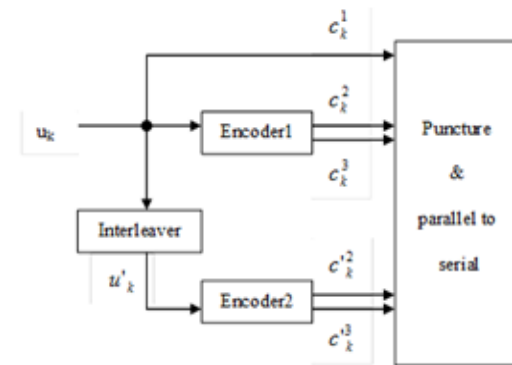 c_k^1
c_k^2
u_k
Encoder1
Puncture
&
parallel to
serial
c_k^3
Interleaver
u'_k
c'_k^2
Encoder2
c'_k^3